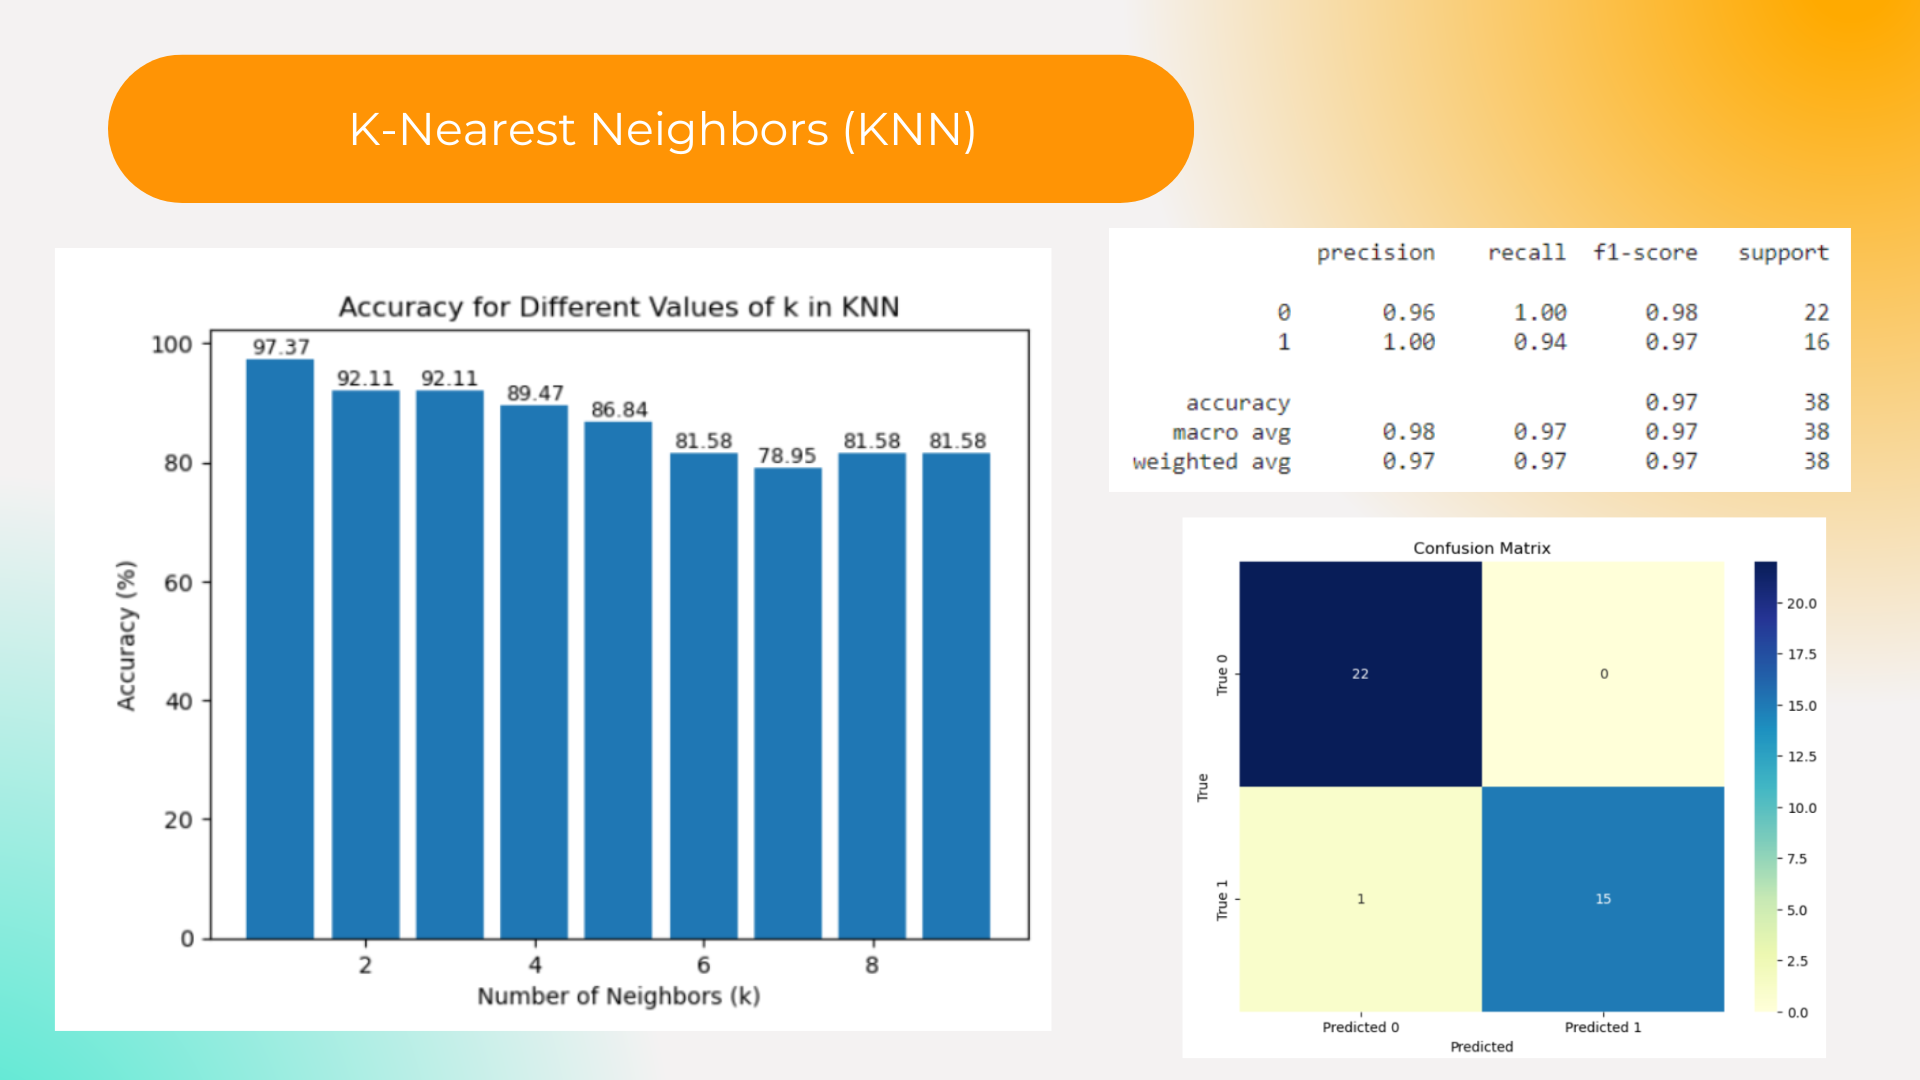 K-Nearest Neighbors (KNN)
Accuracy for Different Values of k in KNN
100
80
60
40
20
0
Accuracy (%)
97.37
92.11
92.11
89.47
86.84
81.58
78.95
81.58
81.58
2 4 6 8
Number of Neighbors (k)
precision recall f1-score support
0 0.96 1.00 0.98 22
1 1.00 0.94 0.97 16
accuracy 0.97 38
macro avg 0.98 0.97 0.97 38
weighted avg 0.97 0.97 0.97 38
Confusion Matrix
True
True 0
22 0
True 1
1 15
Predicted 0 Predicted 1
Predicted
20.0
17.5
15.0
12.5
10.0
7.5
5.0
2.5
0.0